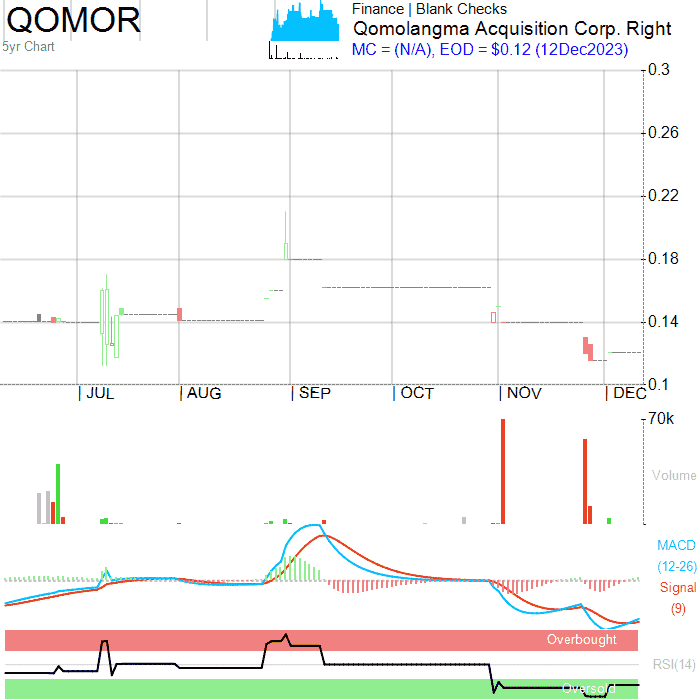 QOMOR
5yr Chart
Finance | Blank Checks
Qomolangma Acquisition Corp. Right
MC = (N/A), EOD = $0.12 (12Dec2023)
0.3
0.26
0.22
0.18
0.14
0.1
| JUL | AUG | SEP | OCT | NOV | DEC
70k
Volume
MACD
(12-26)
Signal
(9)
Overbought
RSI(14)
Oversold